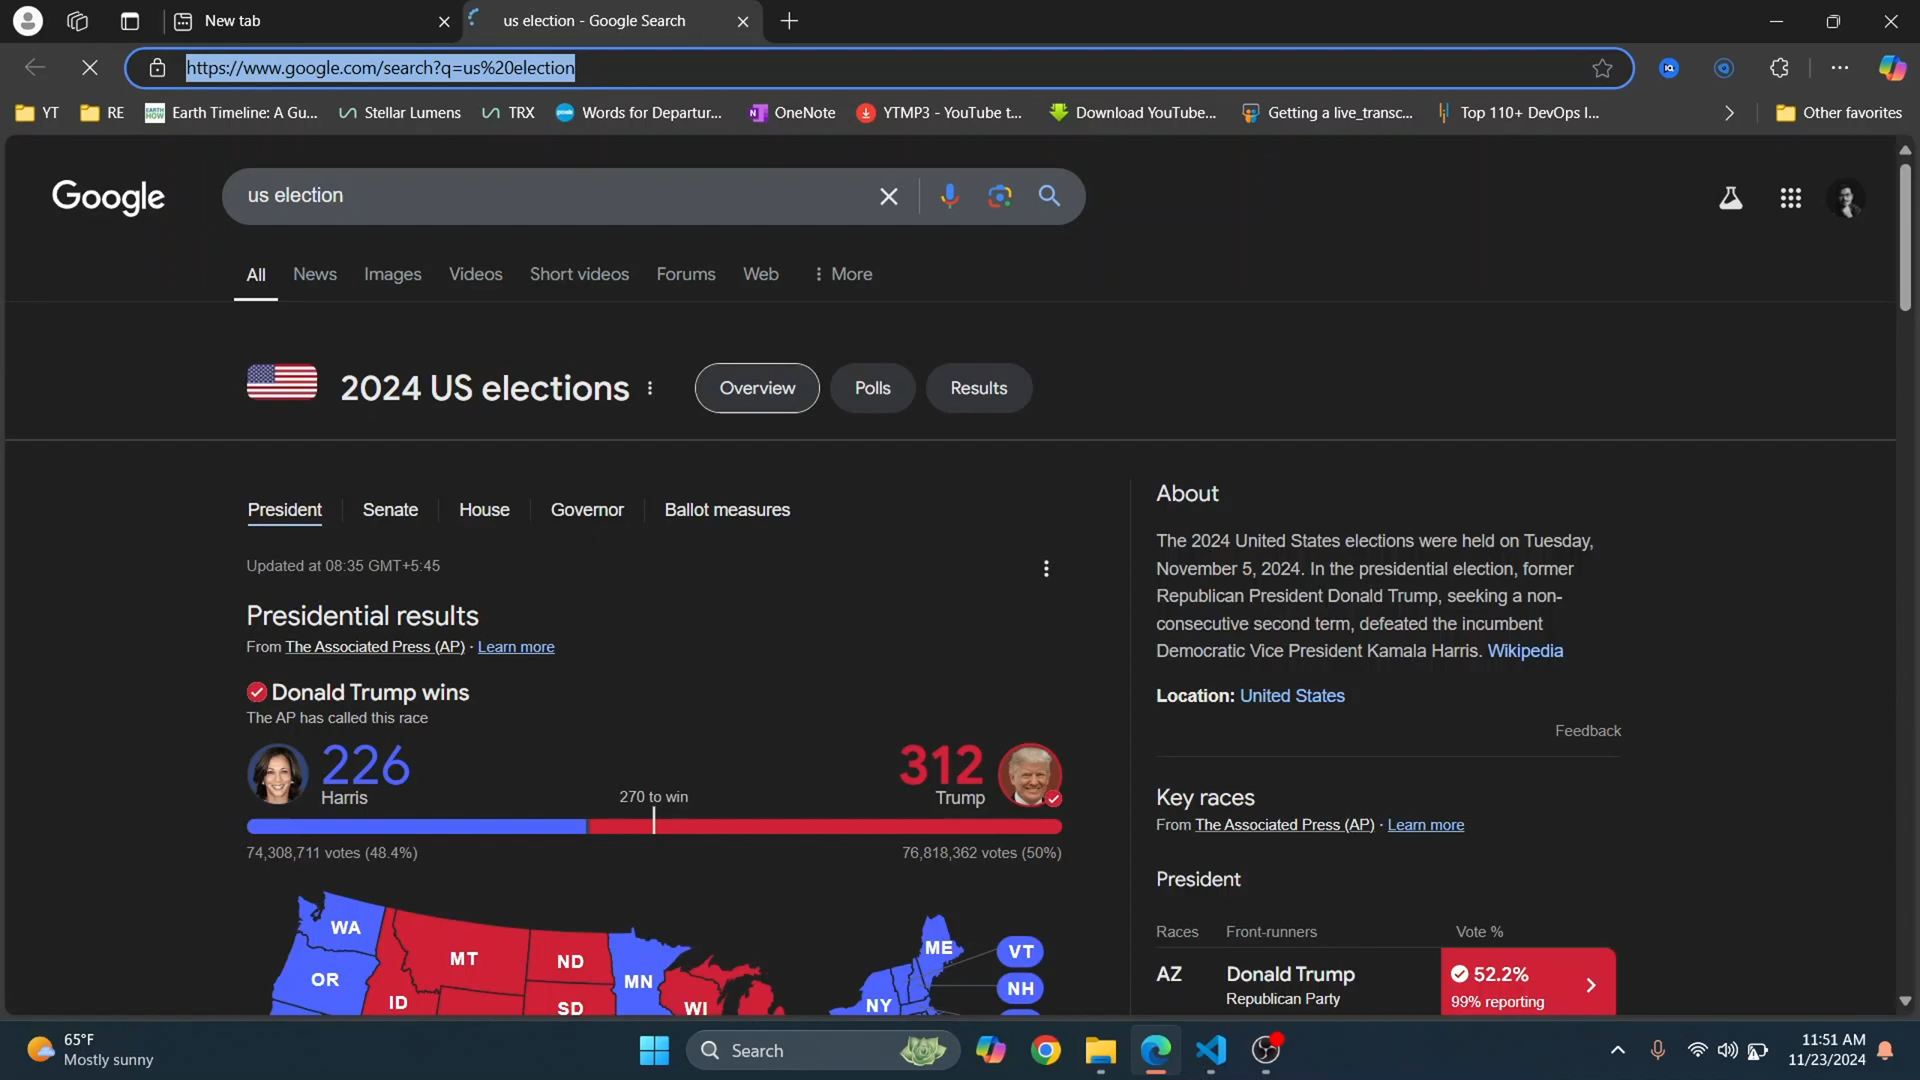 New tab
us election - Google Search
https://www.google.com/search?q=us%20election
YT
RE
Earth Timeline: A Gu...
Stellar Lumens
TRX
Words for Departur...
OneNote
YTMP3 - YouTube t...
Download YouTube...
Getting a live_transc...
Top 110+ DevOps I...
Other favorites
Google
us election
All
News
Images
Videos
Short videos
Forums
Web
More
2024 US elections
Overview
Polls
Results
President
Senate
House
Governor
Ballot measures
Updated at 08:35 GMT+5:45
Presidential results
From The Associated Press (AP) · Learn more
Donald Trump wins
The AP has called this race
226
Harris
270 to win
312
Trump
74,308,711 votes (48.4%)
76,818,362 votes (50%)
WA
OR
ID
MT
ND
SD
MN
WI
NY
ME
VT
NH
About
The 2024 United States elections were held on Tuesday,
November 5, 2024. In the presidential election, former
Republican President Donald Trump, seeking a non-
consecutive second term, defeated the incumbent
Democratic Vice President Kamala Harris. Wikipedia
Location: United States
Feedback
Key races
From The Associated Press (AP) · Learn more
President
Races
Front-runners
Vote %
AZ
Donald Trump
Republican Party
52.2%
99% reporting
65°F
Mostly sunny
Search
11:51 AM
11/23/2024